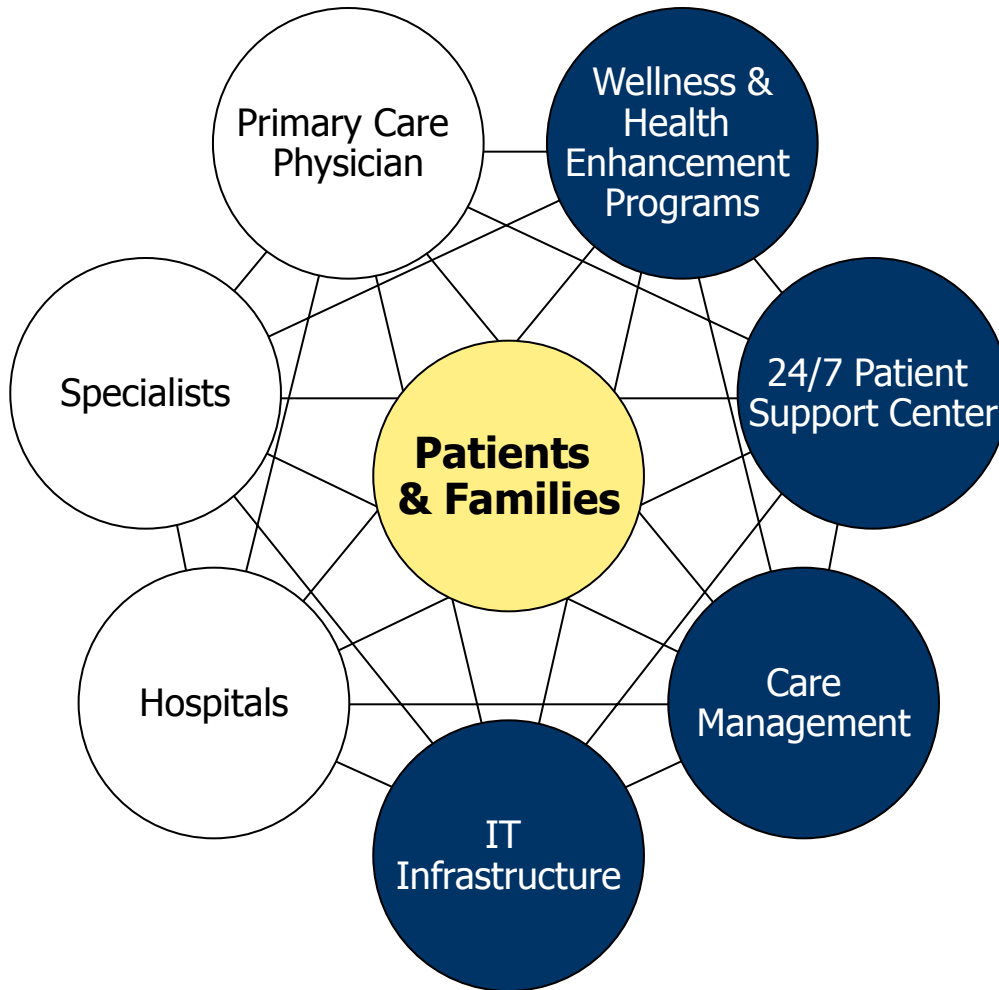 Primary Care
Physician
Wellness &
Health
Enhancement
Programs
Specialists
24/7 Patient
Support Center
Patients
& Families
Hospitals
Care
Management
IT
Infrastructure